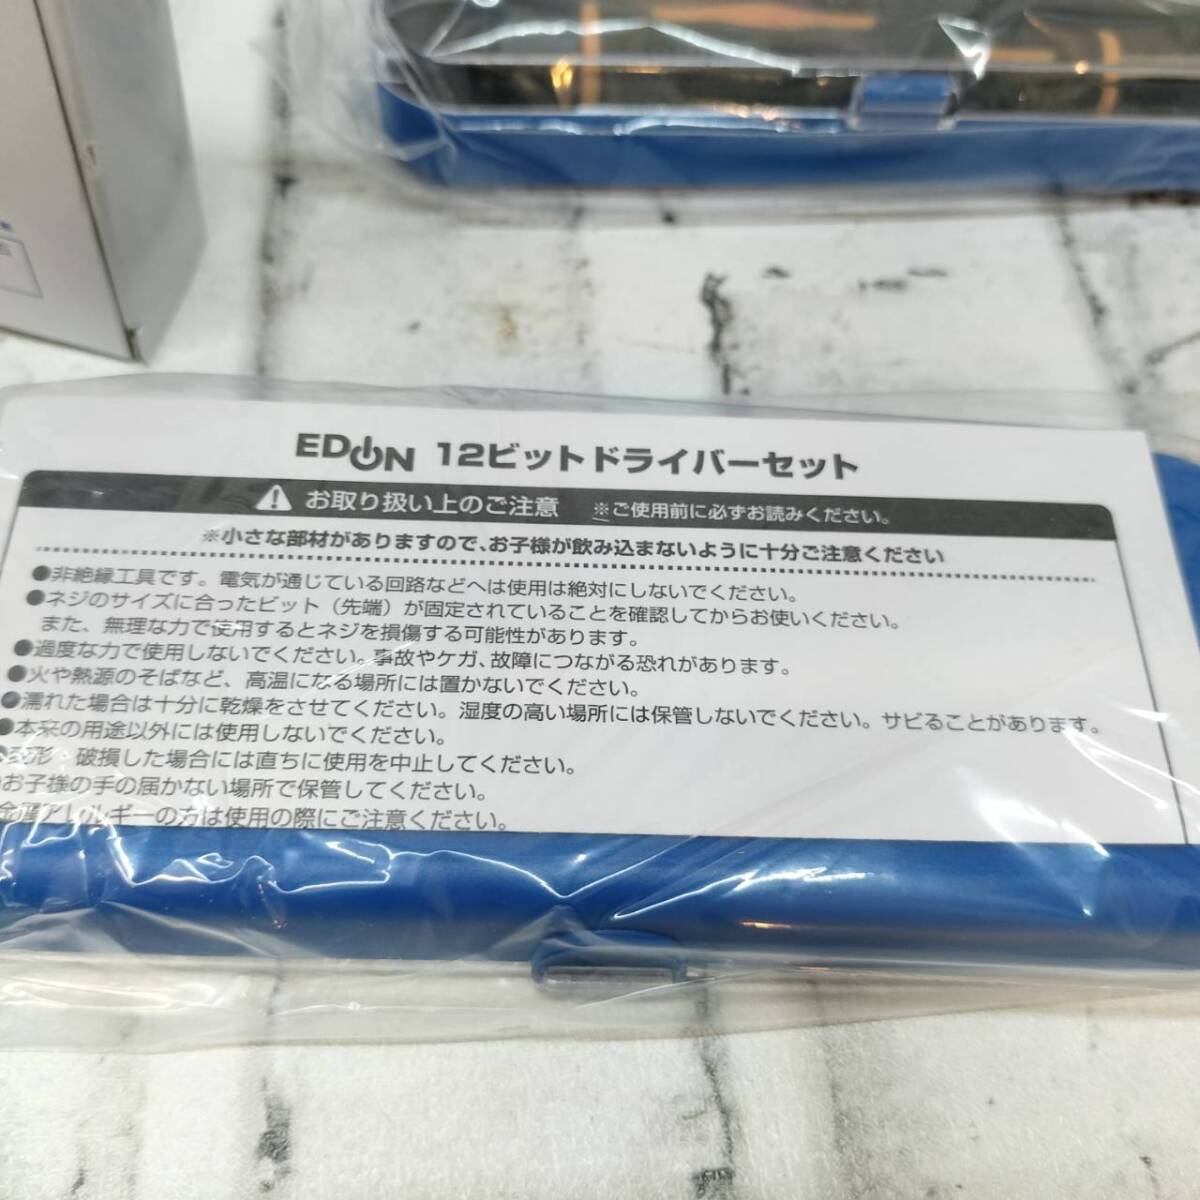 EDION 12ビットドライバーセット
お取り扱い上のご注意 ※ご使用前に必ずお読みください。
※小さな部材がありますので、お子様が飲み込まないように十分ご注意ください
●非絶縁工具です。電気が通じている回路などへは使用は絶対にしないでください。
●ネジのサイズに合ったビット（先端）が固定されていることを確認してからお使いください。
また、無理な力で使用するとネジを損傷する可能性があります。
●過度な力で使用しないでください。事故やケガ、故障につながる恐れがあります。
●火や熱源のそばなど、高温になる場所には置かないでください。
●濡れた場合は十分に乾燥をさせてください。湿度の高い場所には保管しないでください。サビることがあります。
●本来の用途以外には使用しないでください。
変形・破損した場合には直ちに使用を中止してください。
お子様の手の届かない場所で保管してください。
金属アレルギーの方は使用の際にご注意ください。